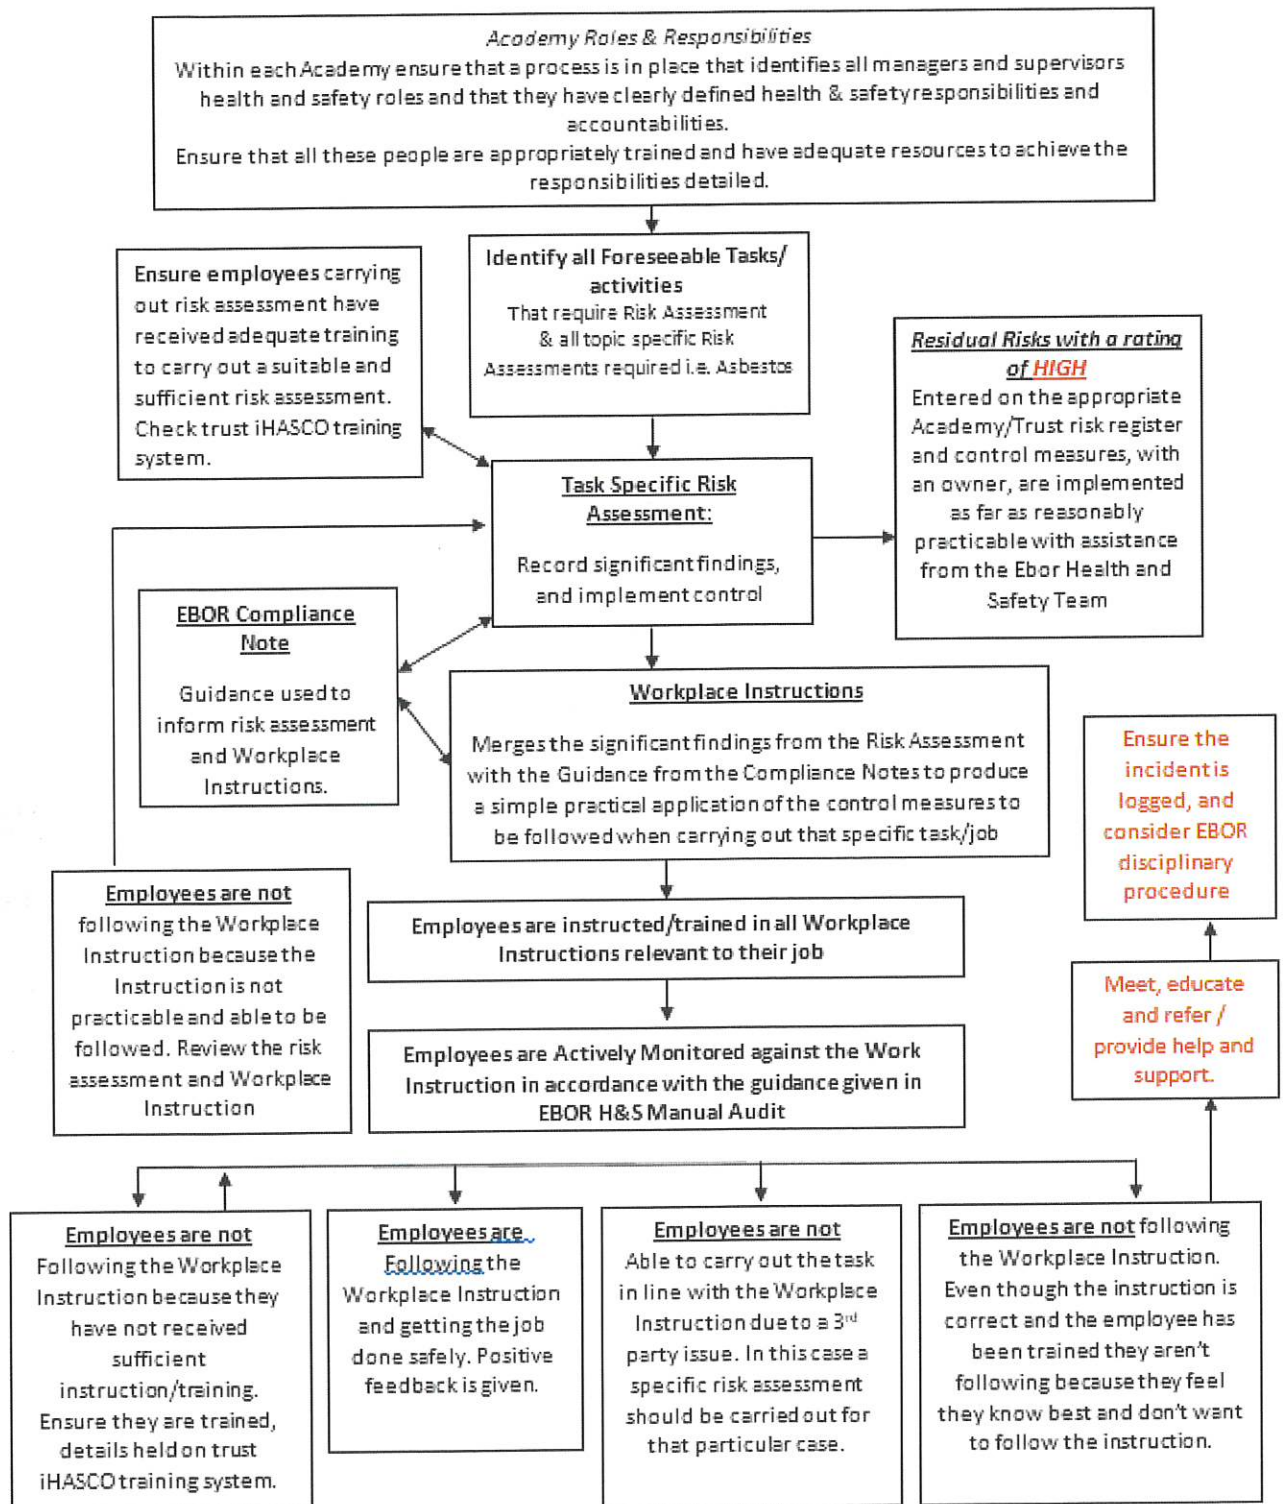 Academy Roles & Responsibilities
Within each Academy ensure that a process is in place that identifies all managers and supervisors
health and safety roles and that they have clearly defined health & safety responsibilities and
accountabilities.
Ensure that all these people are appropriately trained and have adequate resources to achieve the
responsibilities detailed.
Identify all Foreseeable Tasks/
activities
That require Risk Assessment
& all topic specific Risk
Assessments required i.e. Asbestos
Ensure employees carrying
out risk assessment have
received adequate training
to carry out a suitable and
sufficient risk assessment.
Check trust iHASCO training
system.
Residual Risks with a rating
of HIGH
Entered on the appropriate
Academy/Trust risk register
and control measures, with
an owner, are implemented
as far as reasonably
practicable with assistance
from the Ebor Health and
Safety Team
Task Specific Risk
Assessment:
Record significant findings,
and implement control
EBOR Compliance
Note
Guidance used to
inform risk assessment
and Workplace
Instructions.
Workplace Instructions
Merges the significant findings from the Risk Assessment
with the Guidance from the Compliance Notes to produce
a simple practical application of the control measures to
be followed when carrying out that specific task/job
Ensure the
incident is
logged, and
consider EBOR
disciplinary
procedure
Employees are not
following the Workplace
Instruction because the
Instruction is not
practicable and able to be
followed. Review the risk
assessment and Workplace
Instruction
Employees are instructed/trained in all Workplace
Instructions relevant to their job
Meet, educate
and refer /
provide help and
support.
Employees are Actively Monitored against the Work
Instruction in accordance with the guidance given in
EBOR H&S Manual Audit
Employees are not
Following the Workplace
Instruction because they
have not received
sufficient
instruction/training.
Ensure they are trained,
details held on trust
iHASCO training system.
Employees are
Following the
Workplace Instruction
and getting the job
done safely. Positive
feedback is given.
Employees are not
Able to carry out the task
in line with the Workplace
Instruction due to a 3rd
party issue. In this case a
specific risk assessment
should be carried out for
that particular case.
Employees are not following
the Workplace Instruction.
Even though the instruction is
correct and the employee has
been trained they aren't
following because they feel
they know best and don't want
to follow the instruction.